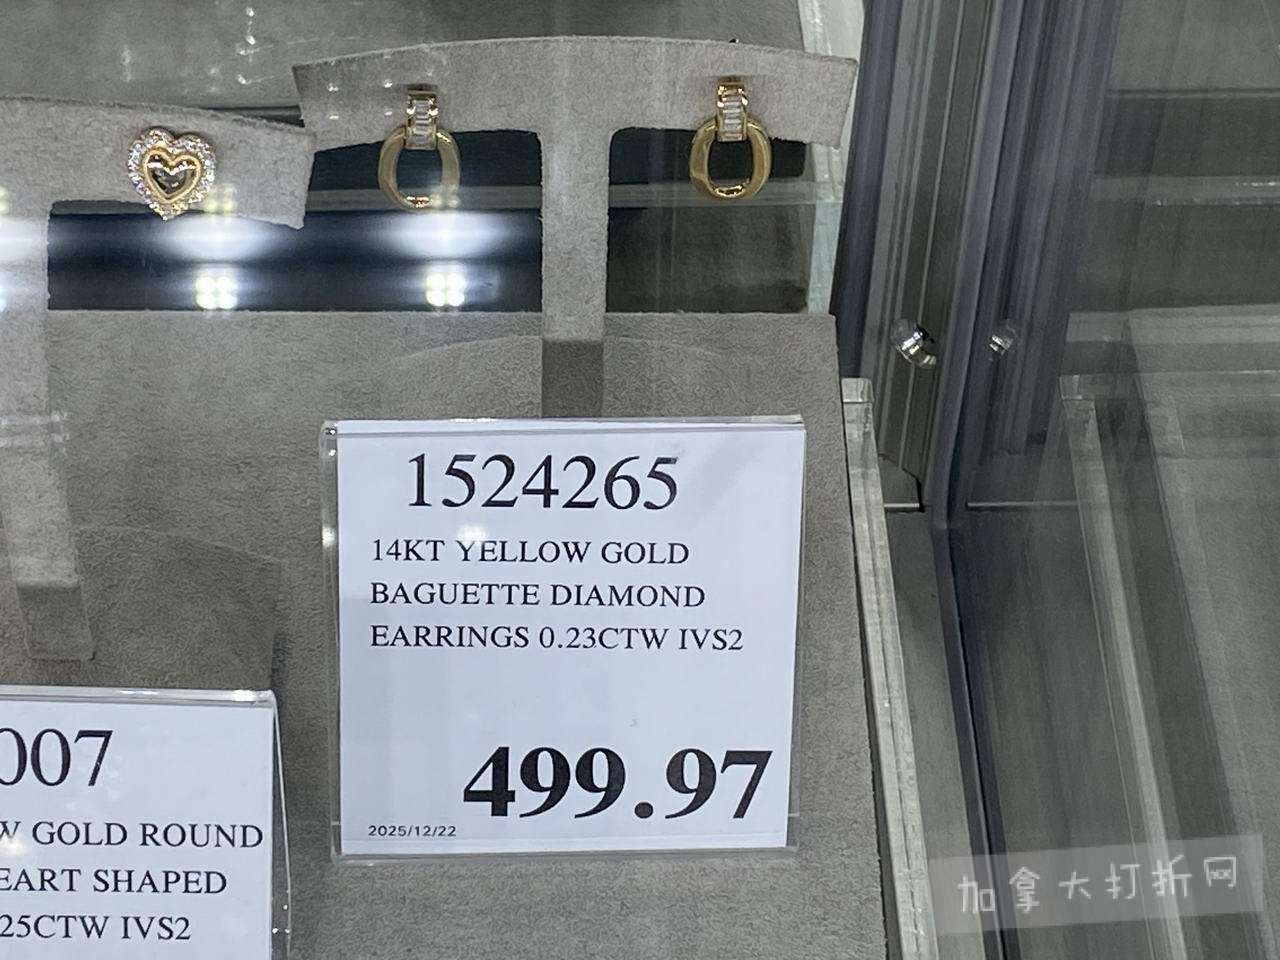 1524265
14KT YELLOW GOLD
BAGUETTE DIAMOND
EARRINGS 0.23CTW IVS2
499.97
2025/12/22
007
W GOLD ROUND
EART SHAPED
25CTW IVS2
加拿大打折网